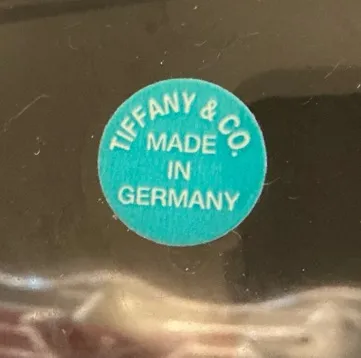 TIFFANY & CO.
MADE
IN
GERMANY